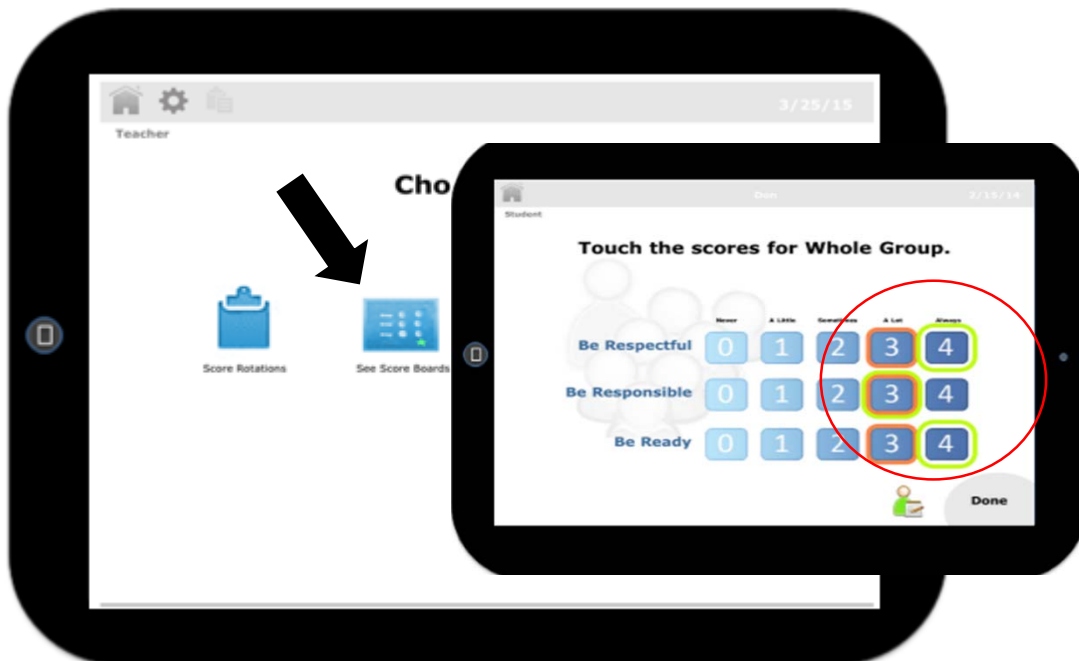 3/25/15
Teacher
Cho
Score Rotations
See Score Boards
Don
2/15/14
Student
Touch the scores for Whole Group.
Never A Little Sometimes A Lot Always
Be Respectful 0 1 2 3 4
Be Responsible 0 1 2 3 4
Be Ready 0 1 2 3 4
Done